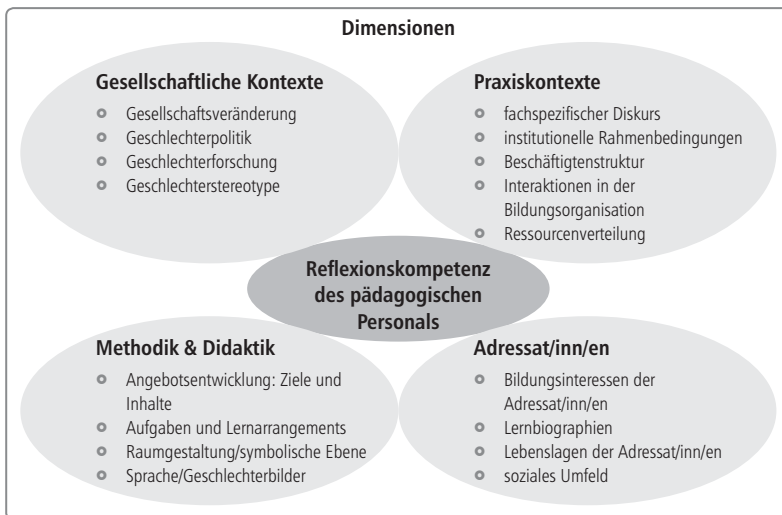 Dimensionen
Gesellschaftliche Kontexte
Gesellschaftsveränderung
Geschlechterpolitik
Geschlechterforschung
Geschlechterstereotype
Praxiskontexte
fachspezifischer Diskurs
institutionelle Rahmenbedingungen
Beschäftigtenstruktur
Interaktionen in der
Bildungsorganisation
Ressourcenverteilung
Reflexionskompetenz
des pädagogischen
Personals
Methodik & Didaktik
Angebotsentwicklung: Ziele und
Inhalte
Aufgaben und Lernarrangements
Raumgestaltung/symbolische Ebene
Sprache/Geschlechterbilder
Adressat/inn/en
Bildungsinteressen der
Adressat/inn/en
Lernbiographien
Lebenslagen der Adressat/inn/en
soziales Umfeld